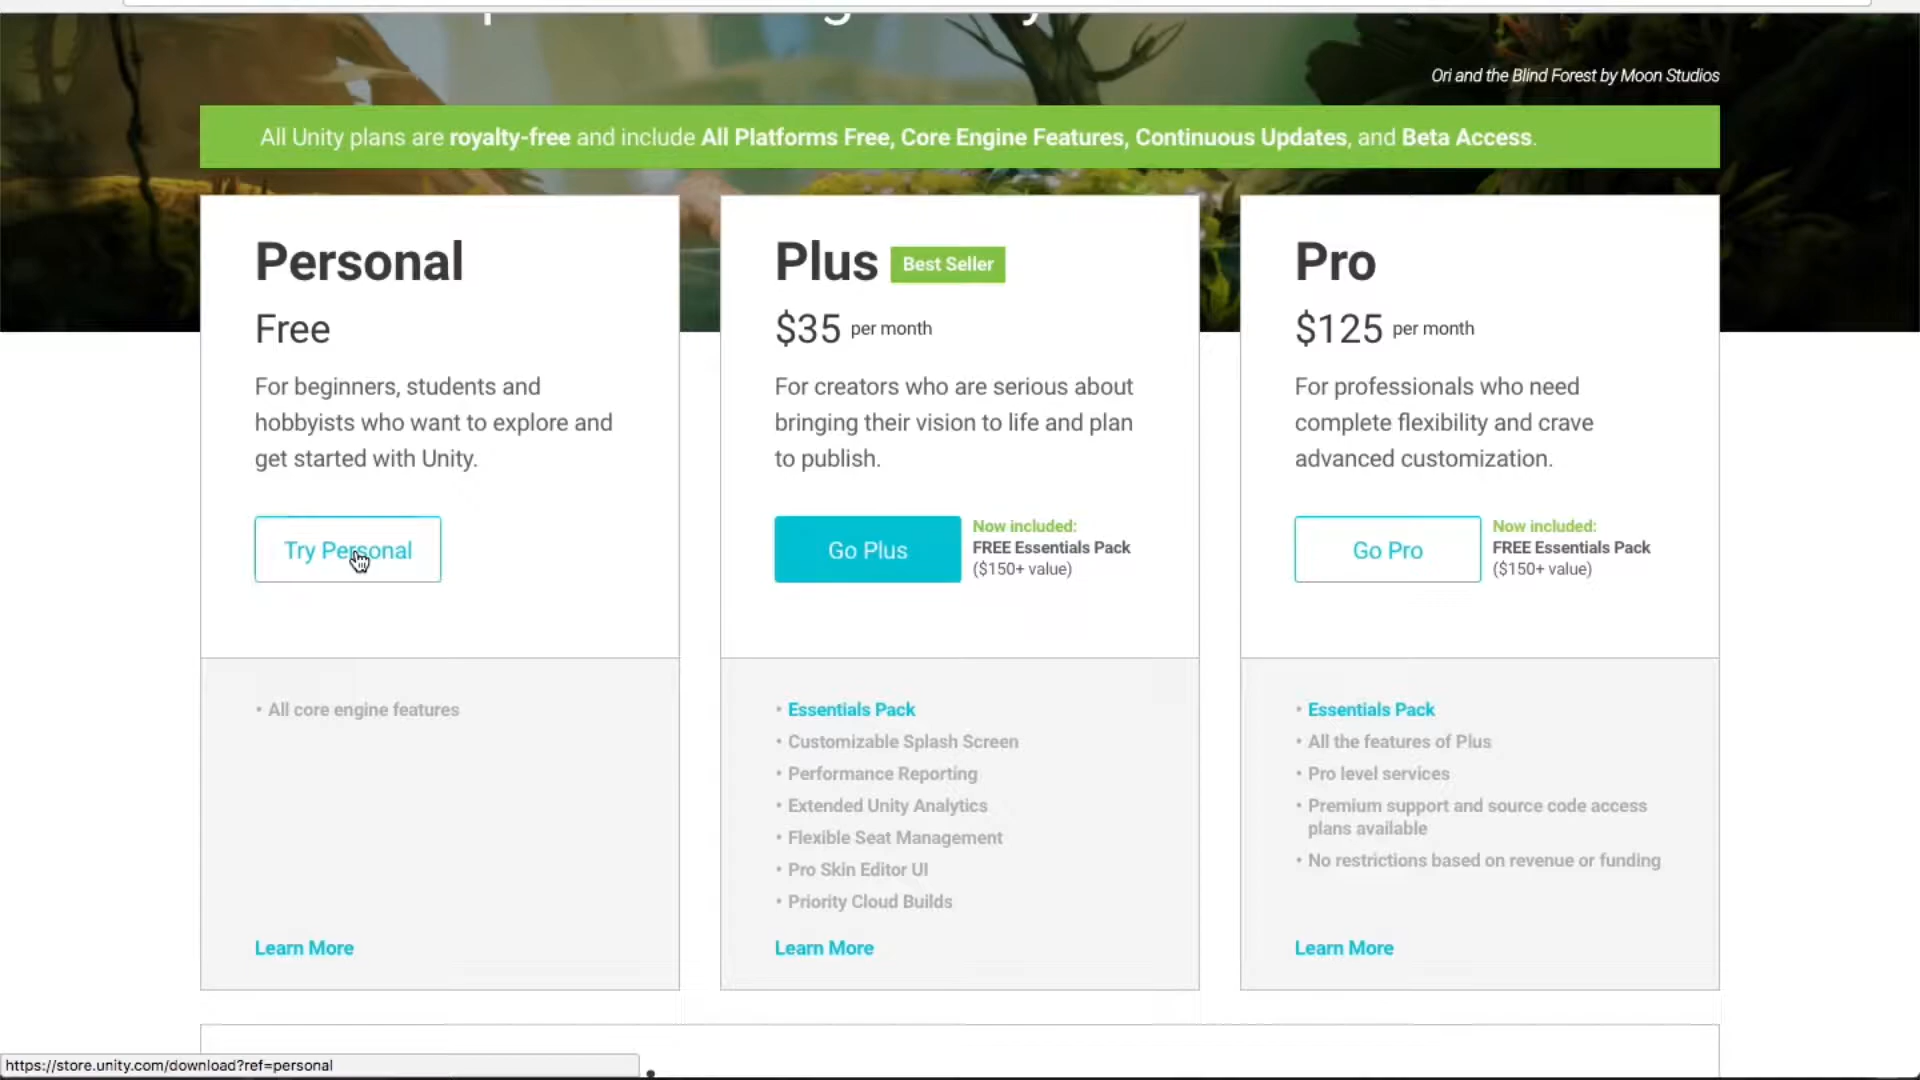 Ori and the Blind Forest by Moon Studios
All Unity plans are royalty-free and include All Platforms Free, Core Engine Features, Continuous Updates, and Beta Access.
Personal
Free
For beginners, students and
hobbyists who want to explore and
get started with Unity.
Try Personal
• All core engine features
Learn More
Plus Best Seller
$35 per month
For creators who are serious about
bringing their vision to life and plan
to publish.
Go Plus
Now included:
FREE Essentials Pack
($150+ value)
• Essentials Pack
• Customizable Splash Screen
• Performance Reporting
• Extended Unity Analytics
• Flexible Seat Management
• Pro Skin Editor UI
• Priority Cloud Builds
Learn More
Pro
$125 per month
For professionals who need
complete flexibility and crave
advanced customization.
Go Pro
Now included:
FREE Essentials Pack
($150+ value)
• Essentials Pack
• All the features of Plus
• Pro level services
• Premium support and source code access
plans available
• No restrictions based on revenue or funding
Learn More
https://store.unity.com/download?ref=personal